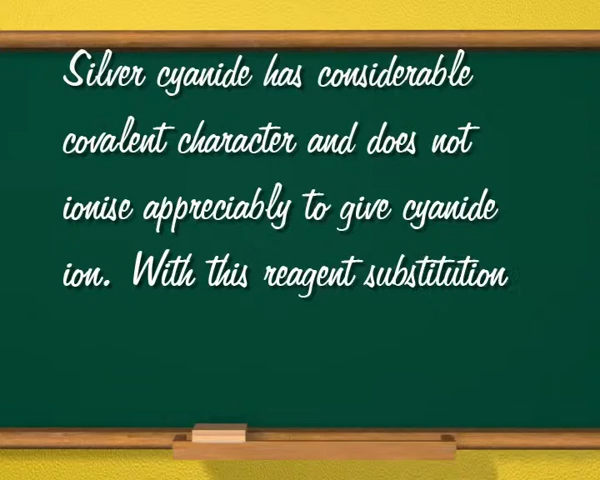 Silver cyanide has considerable
covalent character and does not
ionise appreciably to give cyanide
ion. With this reagent substitution